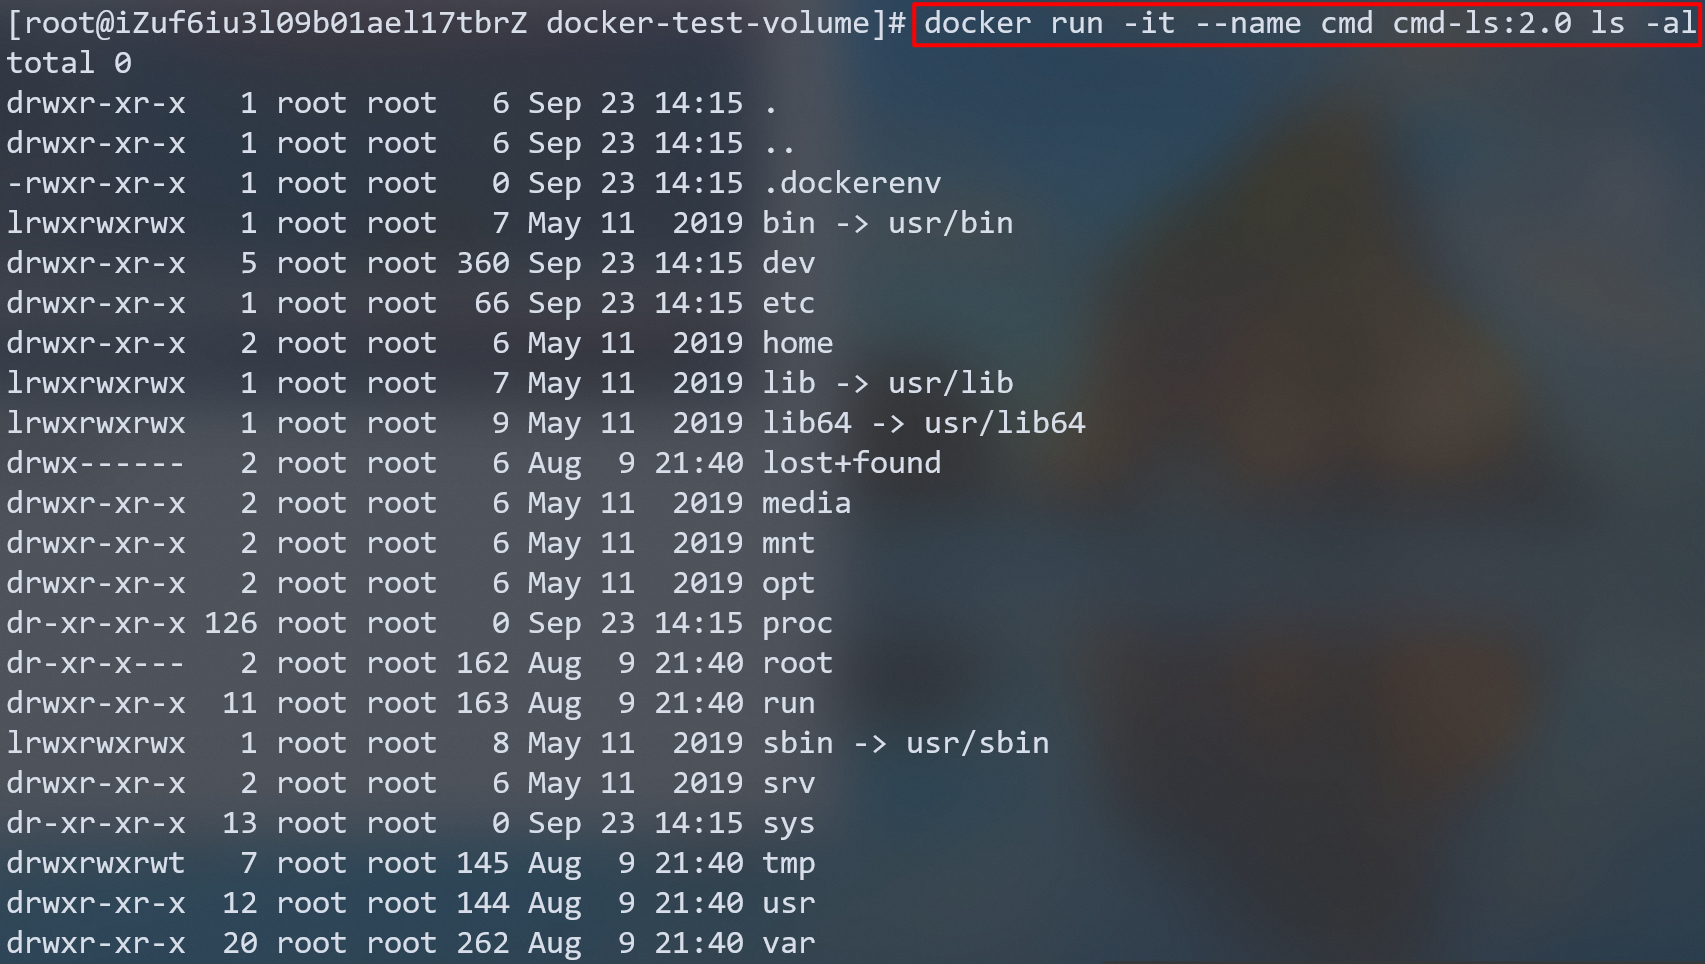 [root@iZuf6iu3l09b01ael17tbrZ docker-test-volume]# docker run -it --name cmd cmd-ls:2.0 ls -al
total 0
drwxr-xr-x   1 root root   6 Sep 23 14:15 .
drwxr-xr-x   1 root root   6 Sep 23 14:15 ..
-rwxr-xr-x   1 root root   0 Sep 23 14:15 .dockerenv
lrwxrwxrwx   1 root root   7 May 11  2019 bin -> usr/bin
drwxr-xr-x   5 root root 360 Sep 23 14:15 dev
drwxr-xr-x   1 root root  66 Sep 23 14:15 etc
drwxr-xr-x   2 root root   6 May 11  2019 home
lrwxrwxrwx   1 root root   7 May 11  2019 lib -> usr/lib
lrwxrwxrwx   1 root root   9 May 11  2019 lib64 -> usr/lib64
drwx------   2 root root   6 Aug  9 21:40 lost+found
drwxr-xr-x   2 root root   6 May 11  2019 media
drwxr-xr-x   2 root root   6 May 11  2019 mnt
drwxr-xr-x   2 root root   6 May 11  2019 opt
dr-xr-xr-x 126 root root   0 Sep 23 14:15 proc
dr-xr-x---   2 root root 162 Aug  9 21:40 root
drwxr-xr-x  11 root root 163 Aug  9 21:40 run
lrwxrwxrwx   1 root root   8 May 11  2019 sbin -> usr/sbin
drwxr-xr-x   2 root root   6 May 11  2019 srv
dr-xr-xr-x  13 root root   0 Sep 23 14:15 sys
drwxrwxrwt   7 root root 145 Aug  9 21:40 tmp
drwxr-xr-x  12 root root 144 Aug  9 21:40 usr
drwxr-xr-x  20 root root 262 Aug  9 21:40 var